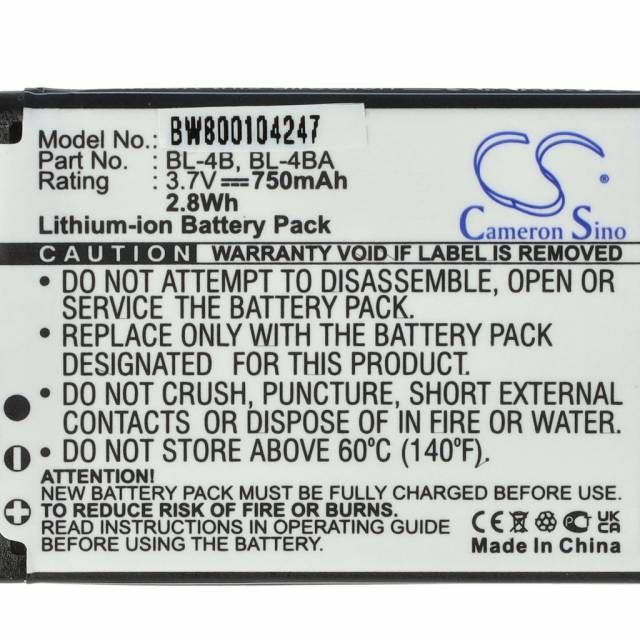 Model No.: BW800104247
Part No.: BL-4B, BL-4BA
Rating : 3.7V⎓750mAh
2.8Wh
Lithium-ion Battery Pack
CS
Cameron Sino
CAUTION WARRANTY VOID IF LABEL IS REMOVED
• DO NOT ATTEMPT TO DISASSEMBLE, OPEN OR
SERVICE THE BATTERY PACK.
• REPLACE ONLY WITH THE BATTERY PACK
DESIGNATED FOR THIS PRODUCT.
• DO NOT CRUSH, PUNCTURE, SHORT EXTERNAL
CONTACTS OR DISPOSE OF IN FIRE OR WATER.
• DO NOT STORE ABOVE 60°C (140°F).
ATTENTION!
NEW BATTERY PACK MUST BE FULLY CHARGED BEFORE USE
TO REDUCE RISK OF FIRE OR BURNS.
READ INSTRUCTIONS IN OPERATING GUIDE
BEFORE USING OR CHARGING BATTERY.
CE UK CA
Made In China